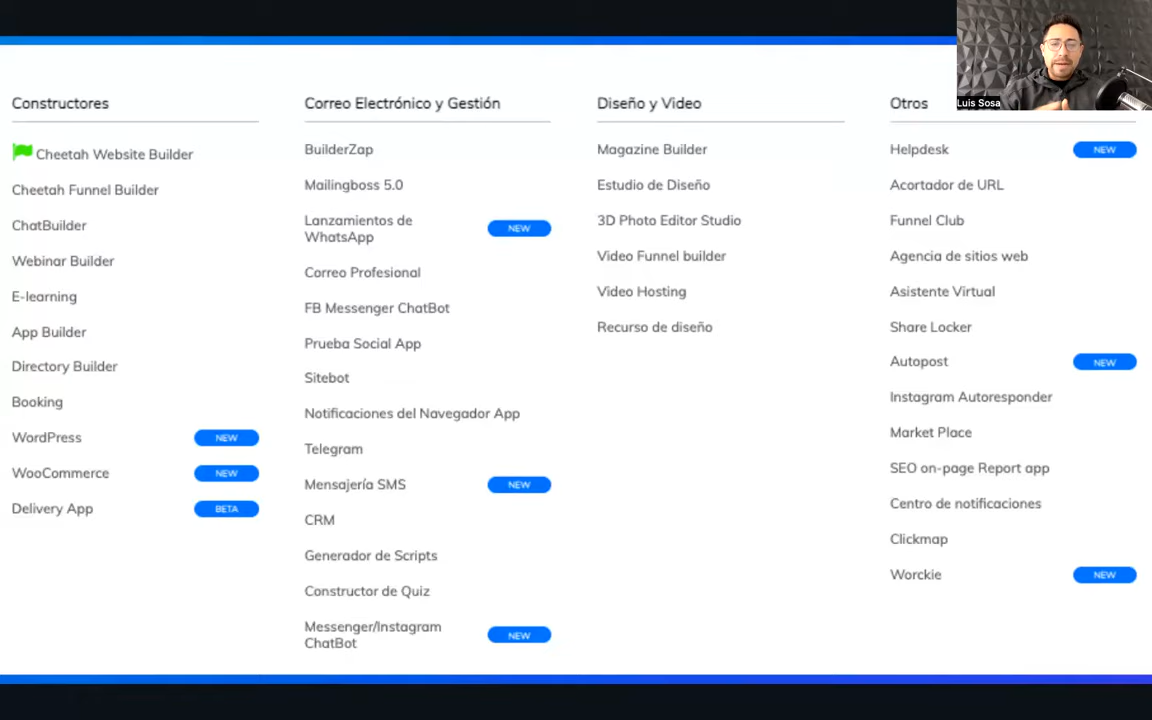 Luis Sosa
Constructores
Cheetah Website Builder
Cheetah Funnel Builder
ChatBuilder
Webinar Builder
E-learning
App Builder
Directory Builder
Booking
WordPress NEW
WooCommerce NEW
Delivery App BETA
Correo Electrónico y Gestión
BuilderZap
Mailingboss 5.0
Lanzamientos de
WhatsApp NEW
Correo Profesional
FB Messenger ChatBot
Prueba Social App
Sitebot
Notificaciones del Navegador App
Telegram
Mensajería SMS NEW
CRM
Generador de Scripts
Constructor de Quiz
Messenger/Instagram
ChatBot NEW
Diseño y Video
Magazine Builder
Estudio de Diseño
3D Photo Editor Studio
Video Funnel builder
Video Hosting
Recurso de diseño
Otros
Helpdesk NEW
Acortador de URL
Funnel Club
Agencia de sitios web
Asistente Virtual
Share Locker
Autopost NEW
Instagram Autoresponder
Market Place
SEO on-page Report app
Centro de notificaciones
Clickmap
Worckie NEW